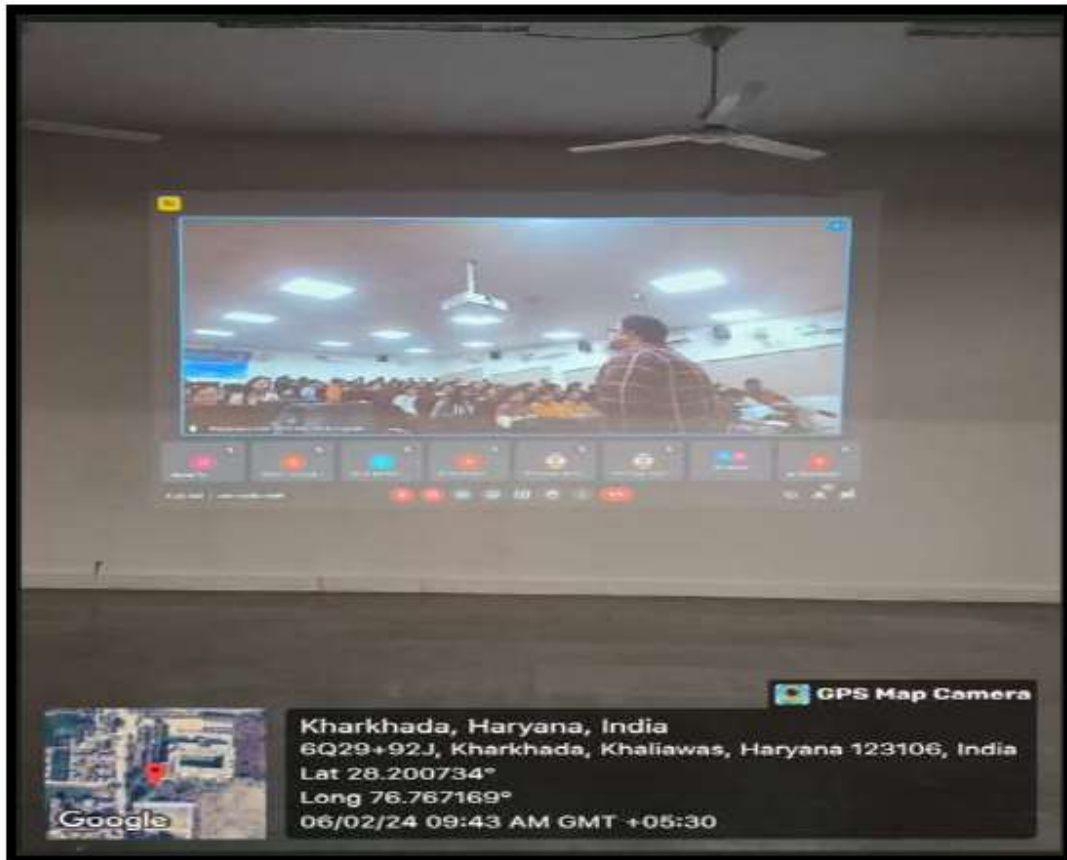 GPS Map Camera
Kharkhada, Haryana, India
6Q29+92J, Kharkhada, Khaliawas, Haryana 123106, India
Lat 28.200734°
Long 76.767169°
06/02/24 09:43 AM GMT +05:30
Google